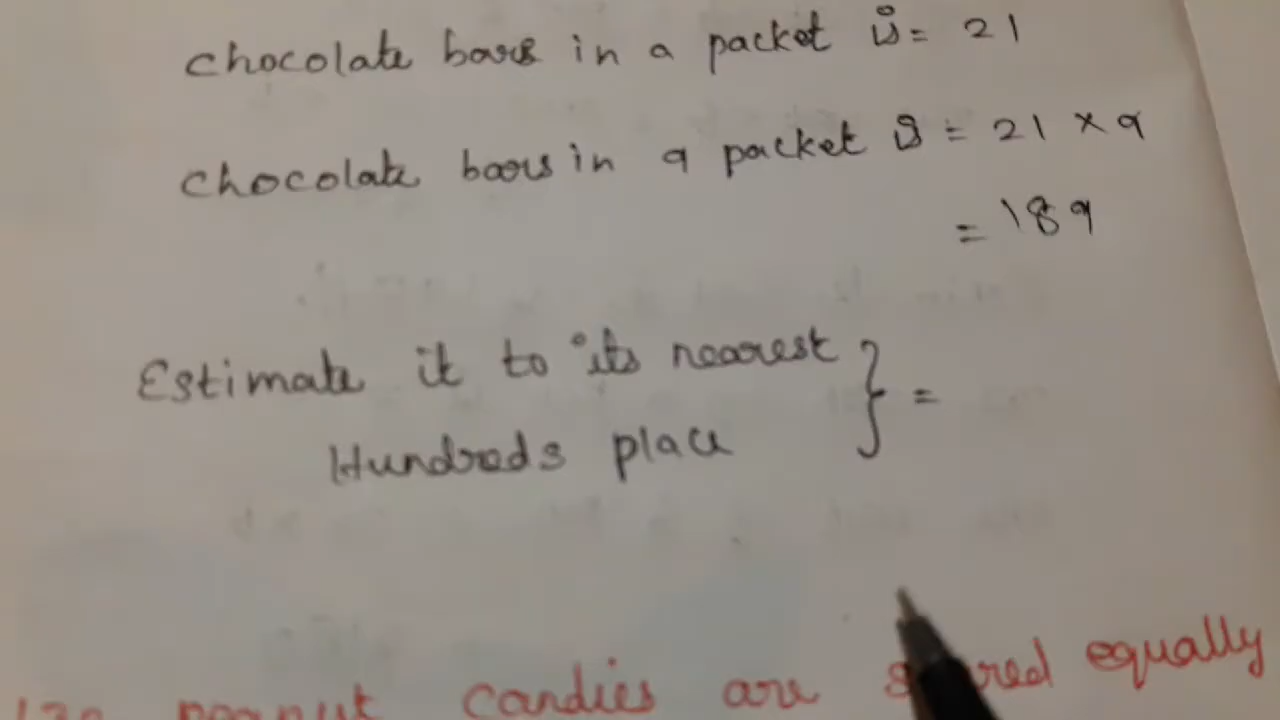 chocolate bars in a packet is = 21
chocolate bars in 9 packet is = 21 × 9
= 189
Estimate it to its nearest } =
Hundreds place
peanut candies are shared equally